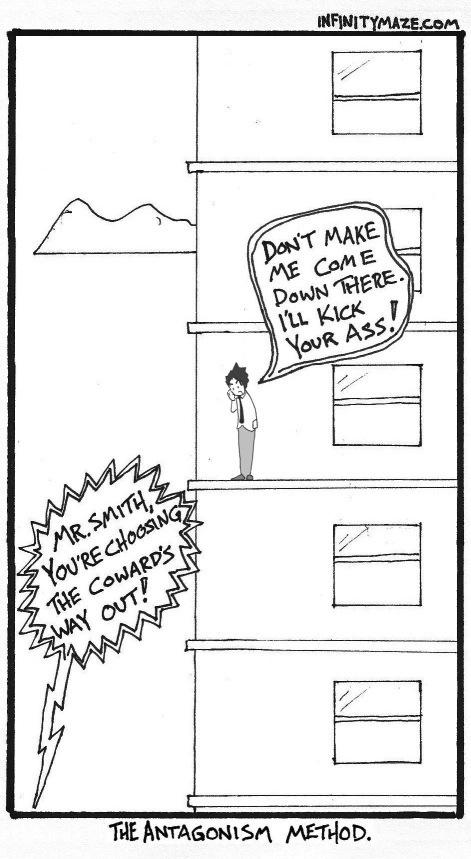 INFINITYMAZE.COM
DON'T MAKE
ME COME
DOWN THERE.
I'LL KICK
YOUR ASS!
MR. SMITH,
YOU'RE CHOOSING
THE COWARD'S
WAY OUT!
THE ANTAGONISM METHOD.